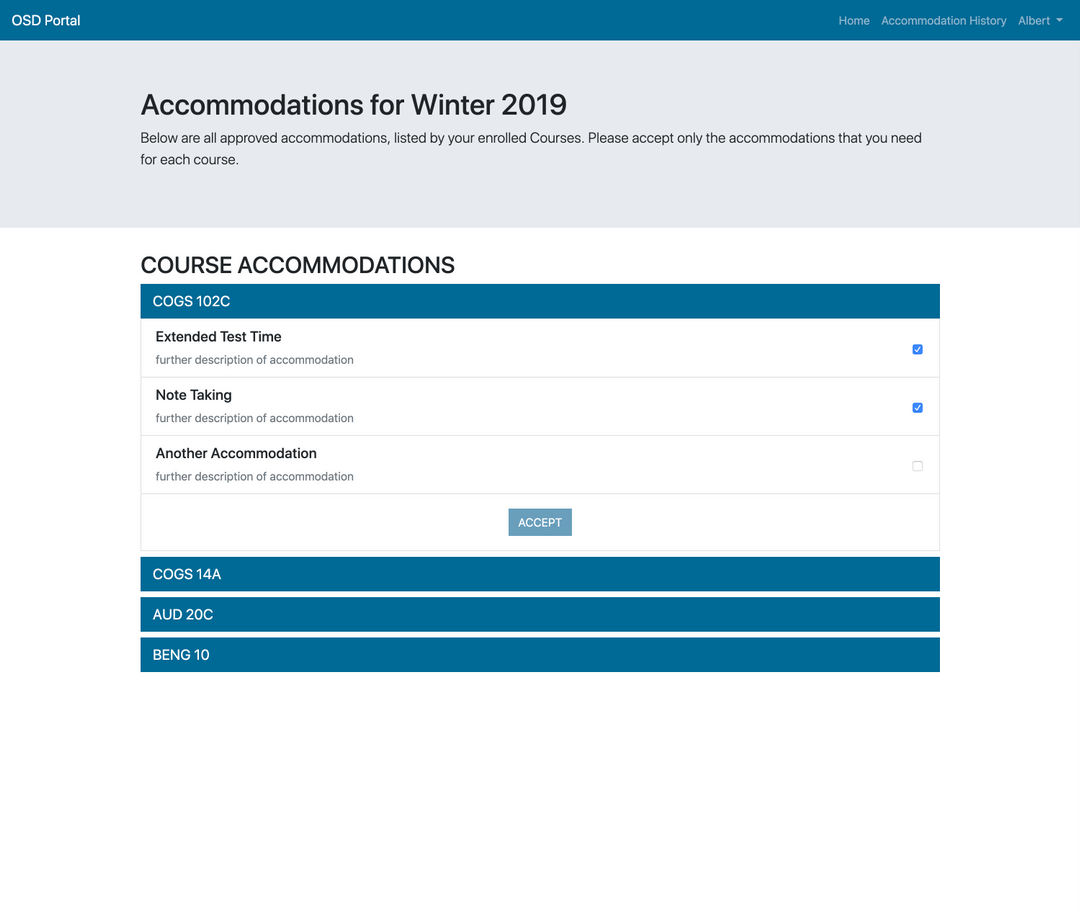 OSD Portal
Home Accommodation History Albert
Accommodations for Winter 2019
Below are all approved accommodations, listed by your enrolled Courses. Please accept only the accommodations that you need
for each course.
COURSE ACCOMMODATIONS
COGS 102C
Extended Test Time
further description of accommodation
Note Taking
further description of accommodation
Another Accommodation
further description of accommodation
ACCEPT
COGS 14A
AUD 20C
BENG 10